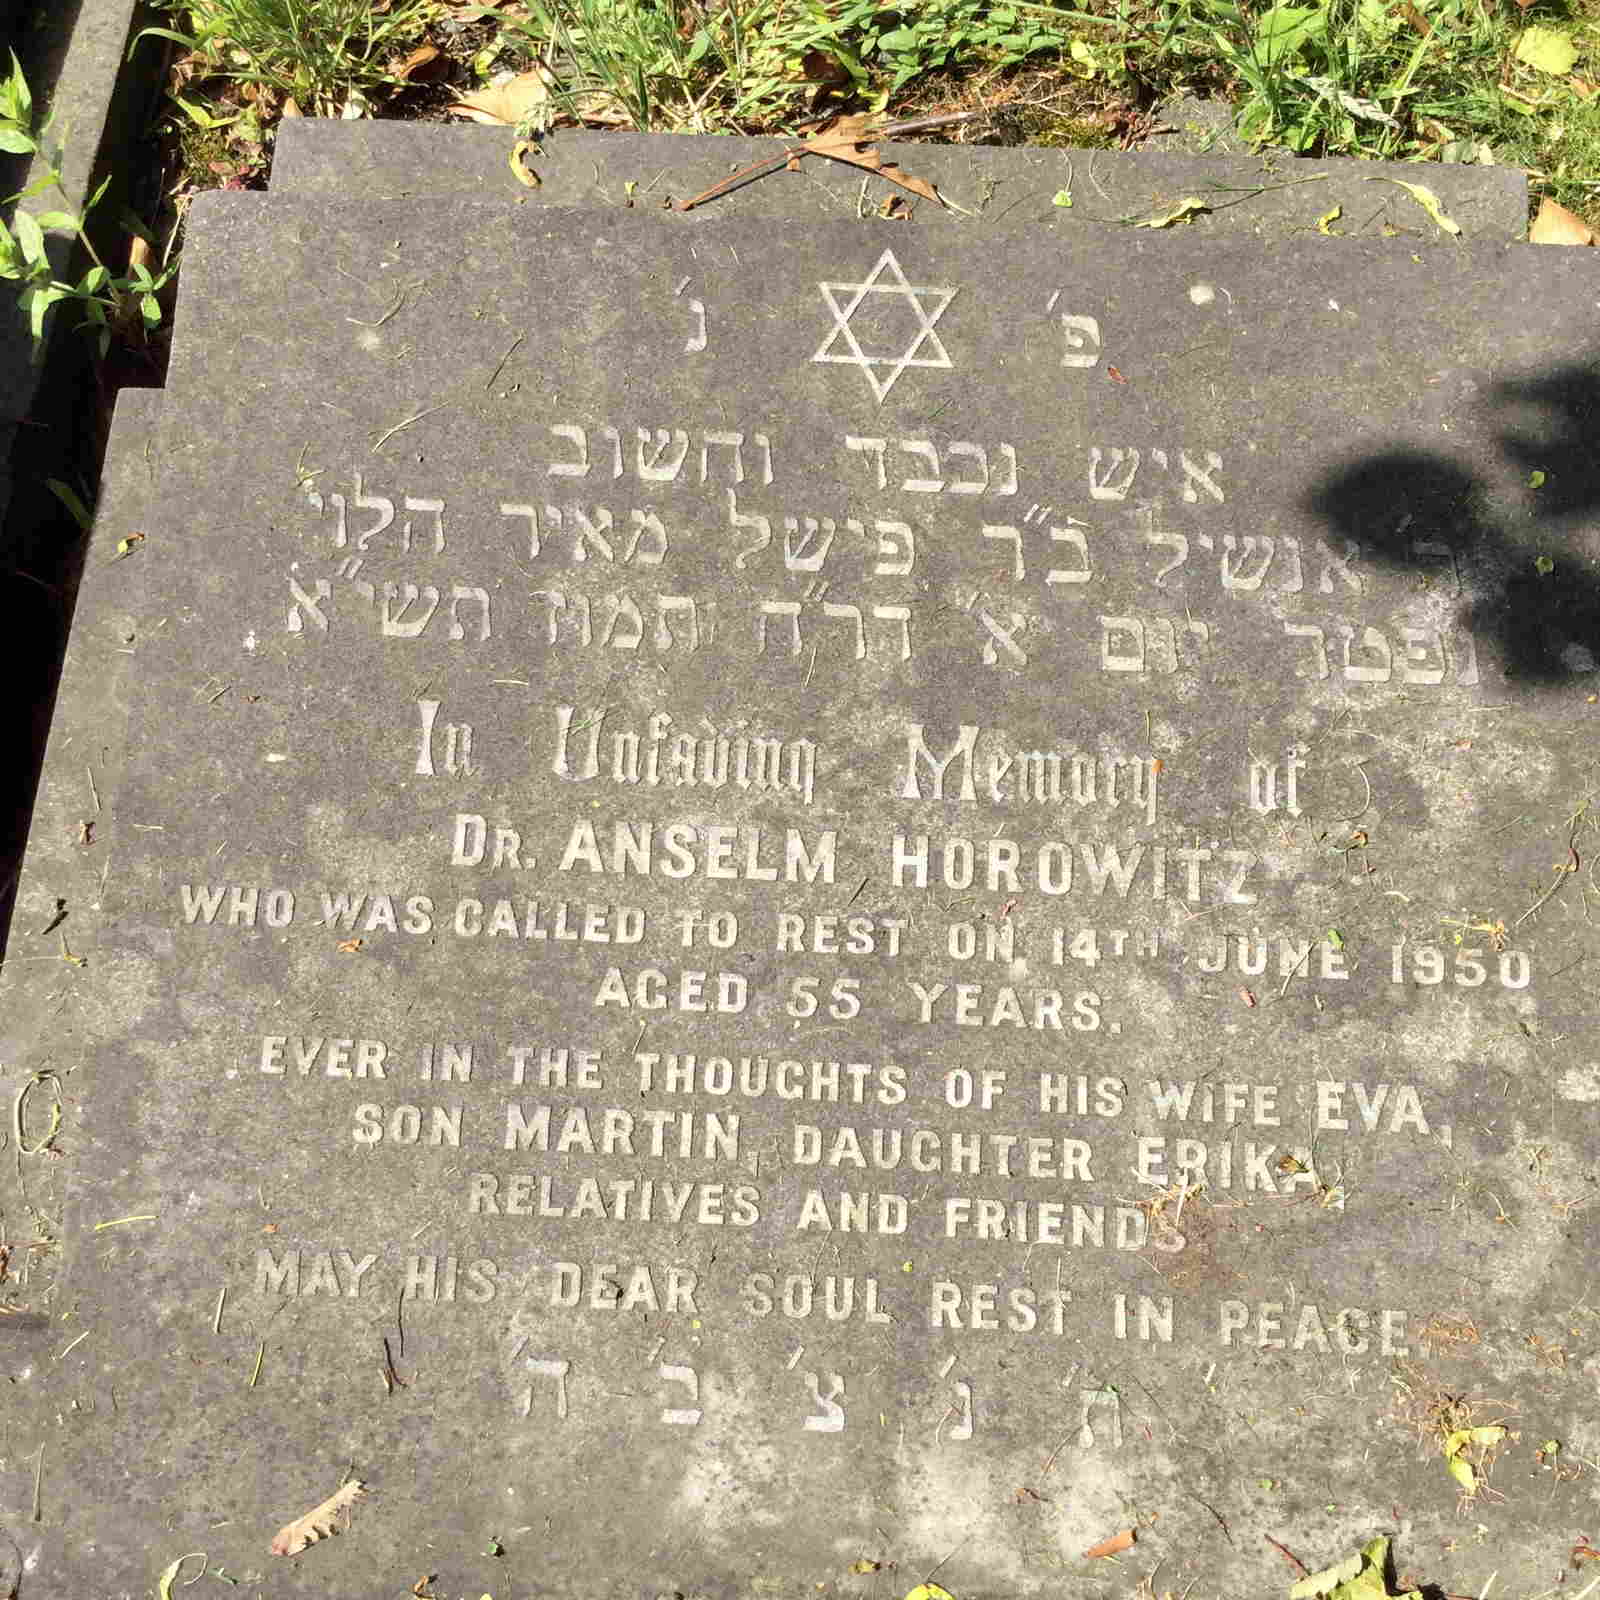 פ' נ'
איש נכבד וחשוב
אנשיל ב״ר פישל מאיר הלוי
נפטר יום א' דר״ח תמוז תשי״א
In Unfading Memory of
DR. ANSELM HOROWITZ
WHO WAS CALLED TO REST ON 14TH JUNE 1950
AGED 55 YEARS.
EVER IN THE THOUGHTS OF HIS WIFE EVA,
SON MARTIN, DAUGHTER ERIKA,
RELATIVES AND FRIENDS
MAY HIS DEAR SOUL REST IN PEACE.
ת' נ' צ' ב' ה'